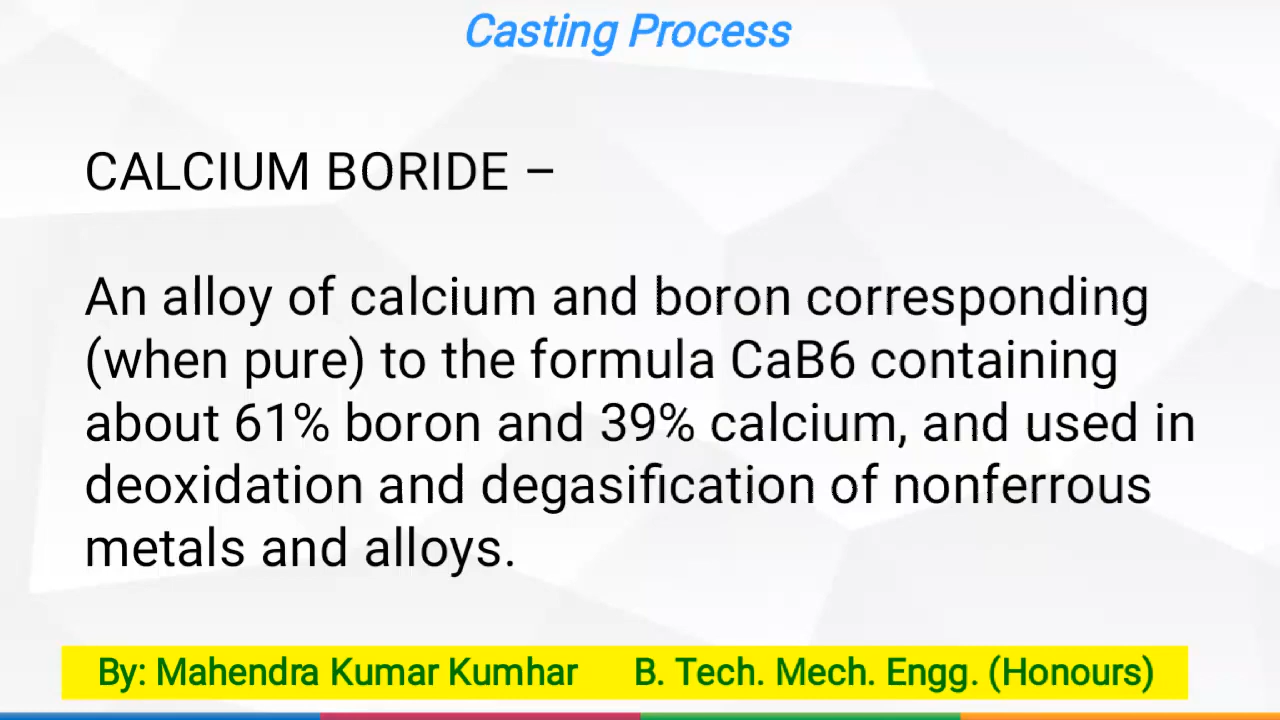 Casting Process
CALCIUM BORIDE –
An alloy of calcium and boron corresponding
(when pure) to the formula CaB6 containing
about 61% boron and 39% calcium, and used in
deoxidation and degasification of nonferrous
metals and alloys.
By: Mahendra Kumar Kumhar B. Tech. Mech. Engg. (Honours)